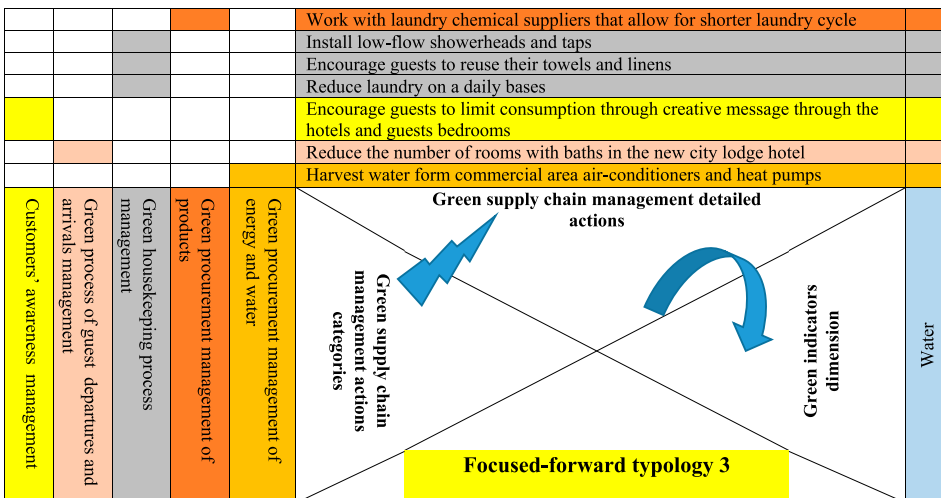 Work with laundry chemical suppliers that allow for shorter laundry cycle
Install low-flow showerheads and taps
Encourage guests to reuse their towels and linens
Reduce laundry on a daily bases
Encourage guests to limit consumption through creative message through the
hotels and guests bedrooms
Reduce the number of rooms with baths in the new city lodge hotel
Harvest water form commercial area air-conditioners and heat pumps
Customers' awareness management
Green process of guest departures and
arrivals management
Green housekeeping process
management
Green procurement management of
products
Green procurement management of
energy and water
Green supply chain management detailed
actions
Green supply chain
management actions
categories
Green indicators
dimension
Water
Focused-forward typology 3